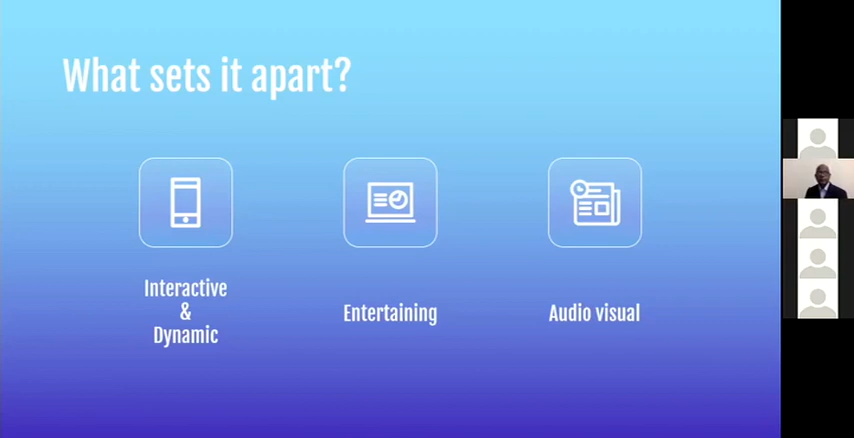 What sets it apart?
Interactive
&
Dynamic
Entertaining
Audio visual